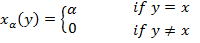 x_α(y) = { α if y = x
0 if y ≠ x